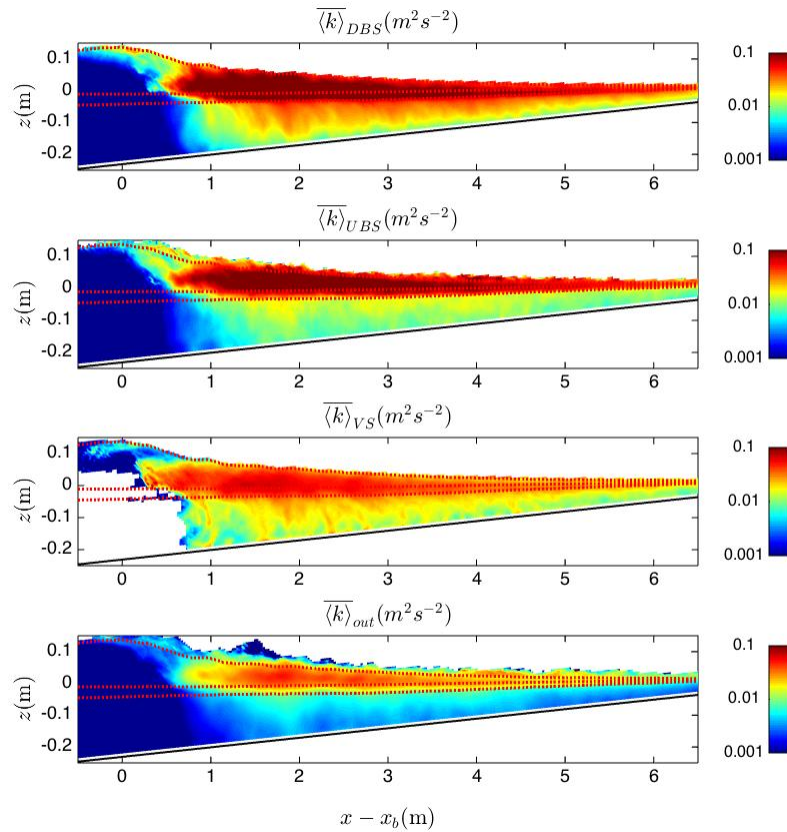 $\overline{\langle k \rangle}_{DBS}(m^2s^{-2})$
0.1
0
-0.1
-0.2
z(m)
0 1 2 3 4 5 6
0.1
0.01
0.001
$\overline{\langle k \rangle}_{UBS}(m^2s^{-2})$
0.1
0
-0.1
-0.2
z(m)
0 1 2 3 4 5 6
0.1
0.01
0.001
$\overline{\langle k \rangle}_{VS}(m^2s^{-2})$
0.1
0
-0.1
-0.2
z(m)
0 1 2 3 4 5 6
0.1
0.01
0.001
$\overline{\langle k \rangle}_{out}(m^2s^{-2})$
0.1
0
-0.1
-0.2
z(m)
0 1 2 3 4 5 6
0.1
0.01
0.001
$x - x_b$(m)